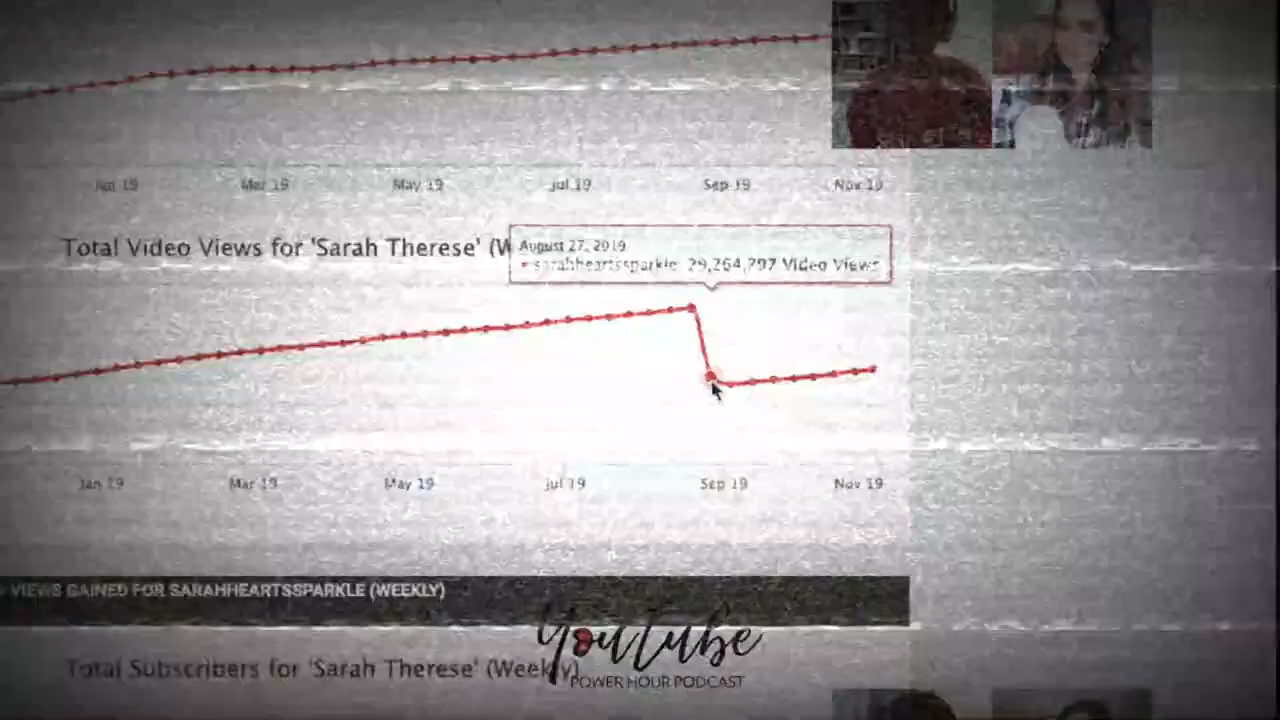 Jan 19 Mar 19 May 19 Jul 19 Sep 19 Nov 19
Total Video Views for 'Sarah Therese' (W
August 27, 2019
sarahheartssparkle: 29,264,797 Video Views
Jan 19 Mar 19 May 19 Jul 19 Sep 19 Nov 19
VIEWS GAINED FOR SARAHHEARTSSPARKLE (WEEKLY)
Youtube
Total Subscribers for 'Sarah Therese' (Weekly)
POWER HOUR PODCAST